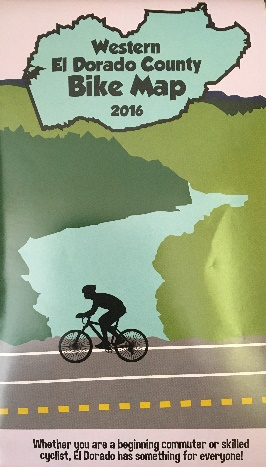 Western
El Dorado County
Bike Map
2016
Whether you are a beginning commuter or skilled
cyclist, El Dorado has something for everyone!